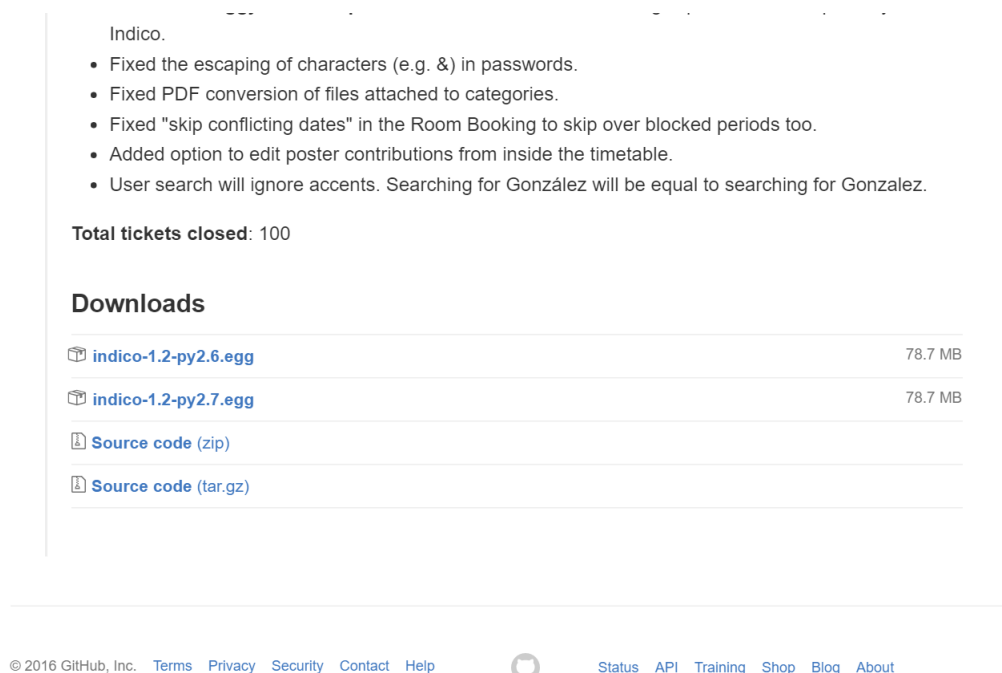 Indico.
• Fixed the escaping of characters (e.g. &) in passwords.
• Fixed PDF conversion of files attached to categories.
• Fixed "skip conflicting dates" in the Room Booking to skip over blocked periods too.
• Added option to edit poster contributions from inside the timetable.
• User search will ignore accents. Searching for González will be equal to searching for Gonzalez.
Total tickets closed: 100
Downloads
indico-1.2-py2.6.egg 78.7 MB
indico-1.2-py2.7.egg 78.7 MB
Source code (zip)
Source code (tar.gz)
© 2016 GitHub, Inc. Terms Privacy Security Contact Help Status API Training Shop Blog About